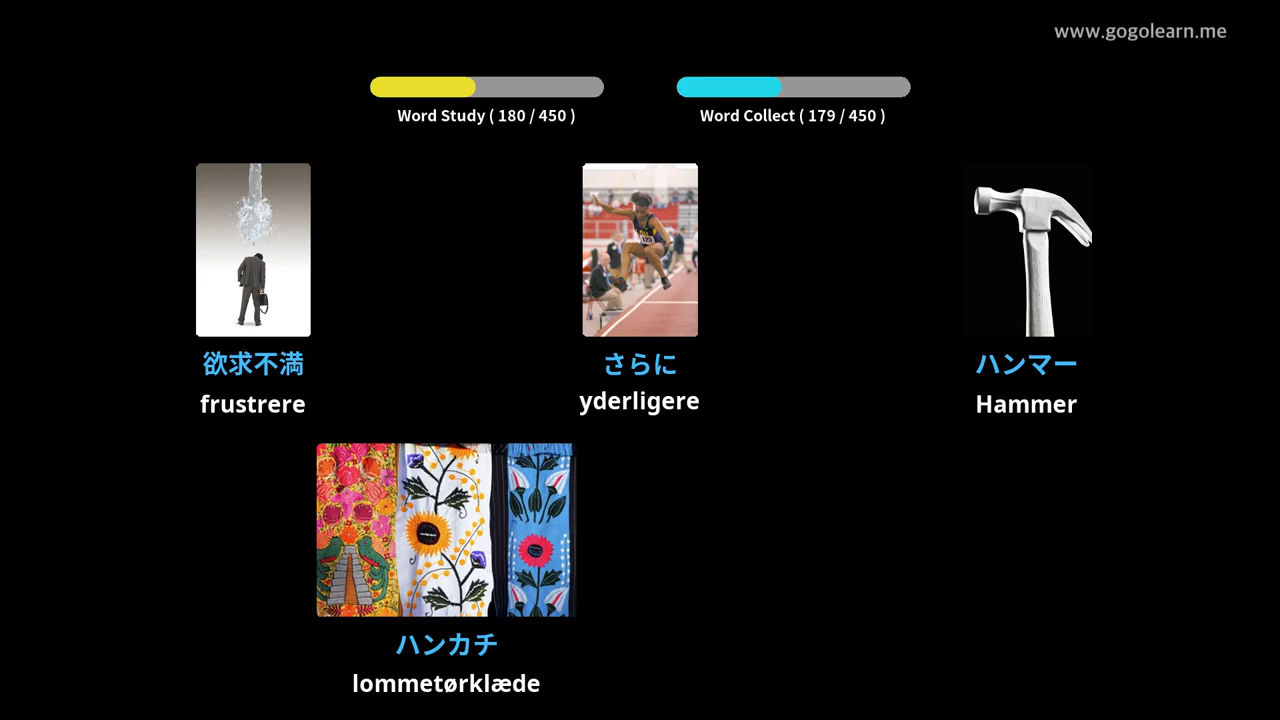 www.gogolearn.me
Word Study ( 180 / 450 )
Word Collect ( 179 / 450 )
欲求不満
frustrere
さらに
yderligere
ハンマー
Hammer
ハンカチ
lommetørklæde